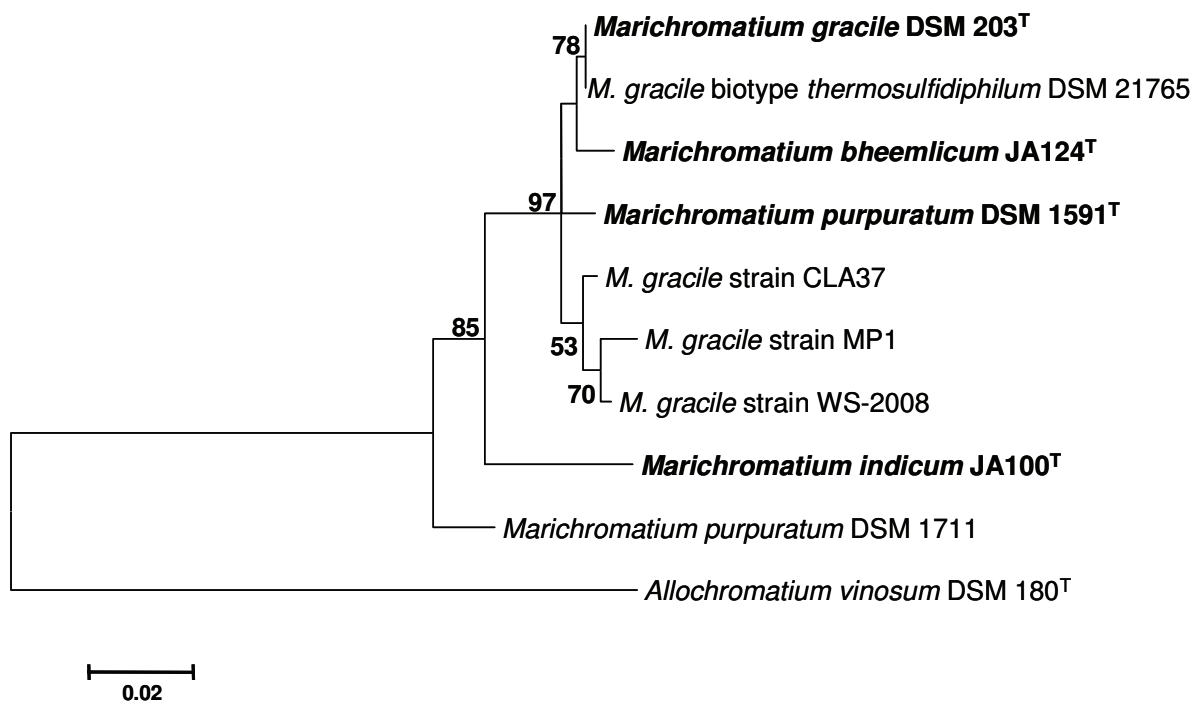 Marichromatium gracile DSM 203T
78
M. gracile biotype thermosulfidiphilum DSM 21765
Marichromatium bheemlicum JA124T
97
Marichromatium purpuratum DSM 1591T
M. gracile strain CLA37
85
M. gracile strain MP1
53
70
M. gracile strain WS-2008
Marichromatium indicum JA100T
Marichromatium purpuratum DSM 1711
Allochromatium vinosum DSM 180T
0.02